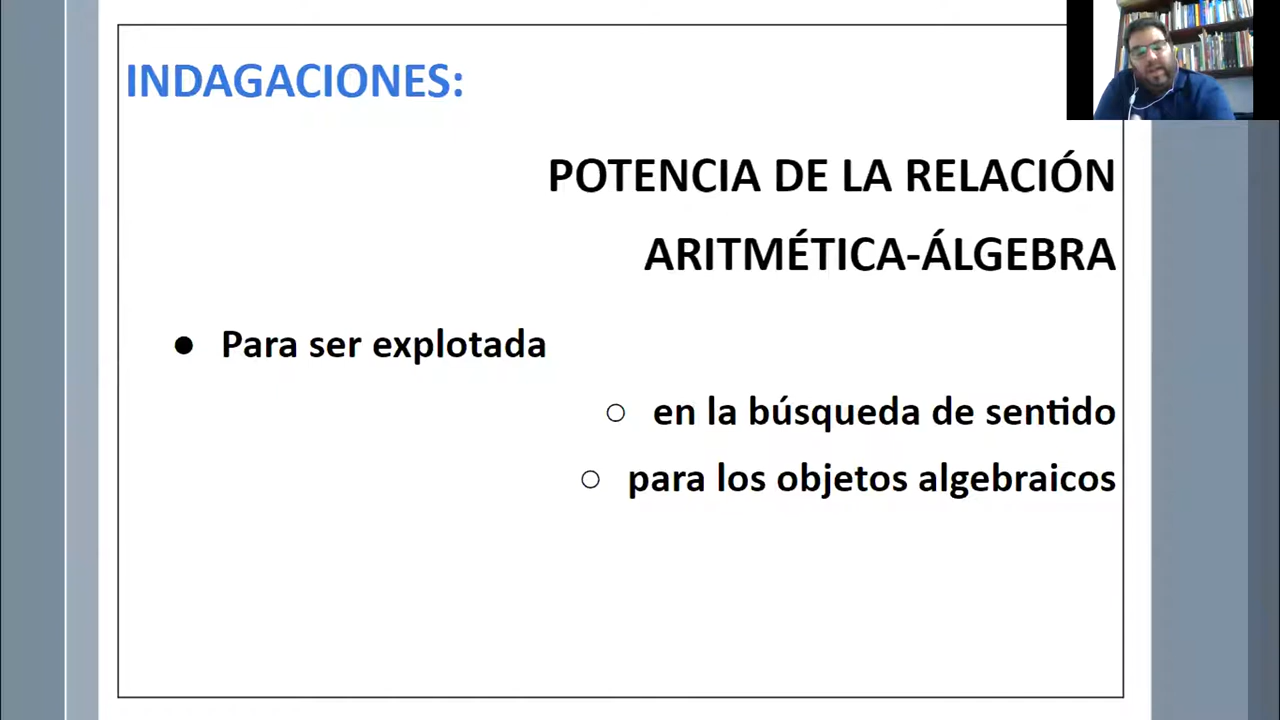 INDAGACIONES:
POTENCIA DE LA RELACIÓN
ARITMÉTICA-ÁLGEBRA
● Para ser explotada
○ en la búsqueda de sentido
○ para los objetos algebraicos